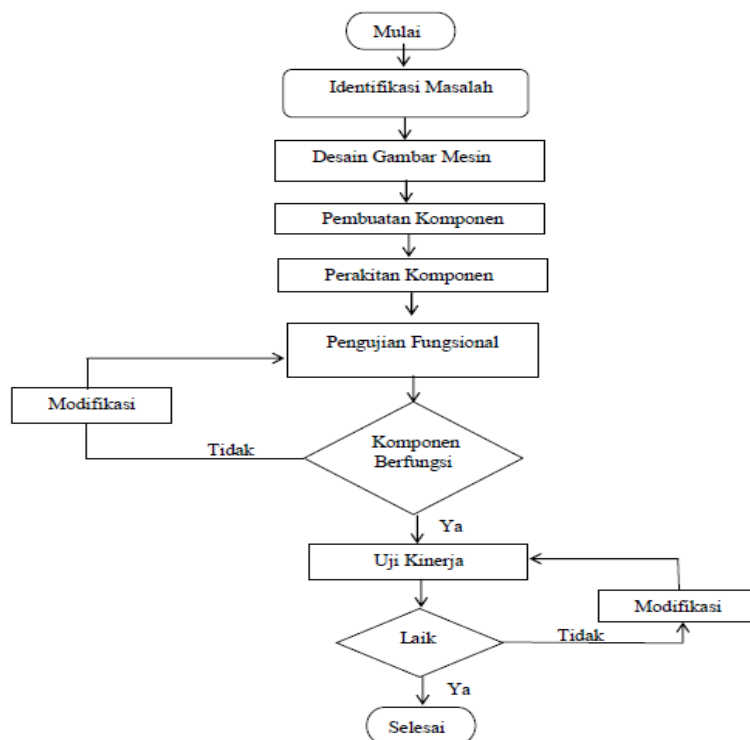 Mulai
Identifikasi Masalah
Desain Gambar Mesin
Pembuatan Komponen
Perakitan Komponen
Pengujian Fungsional
Modifikasi
Tidak
Komponen
Berfungsi
Ya
Uji Kinerja
Modifikasi
Laik
Tidak
Ya
Selesai